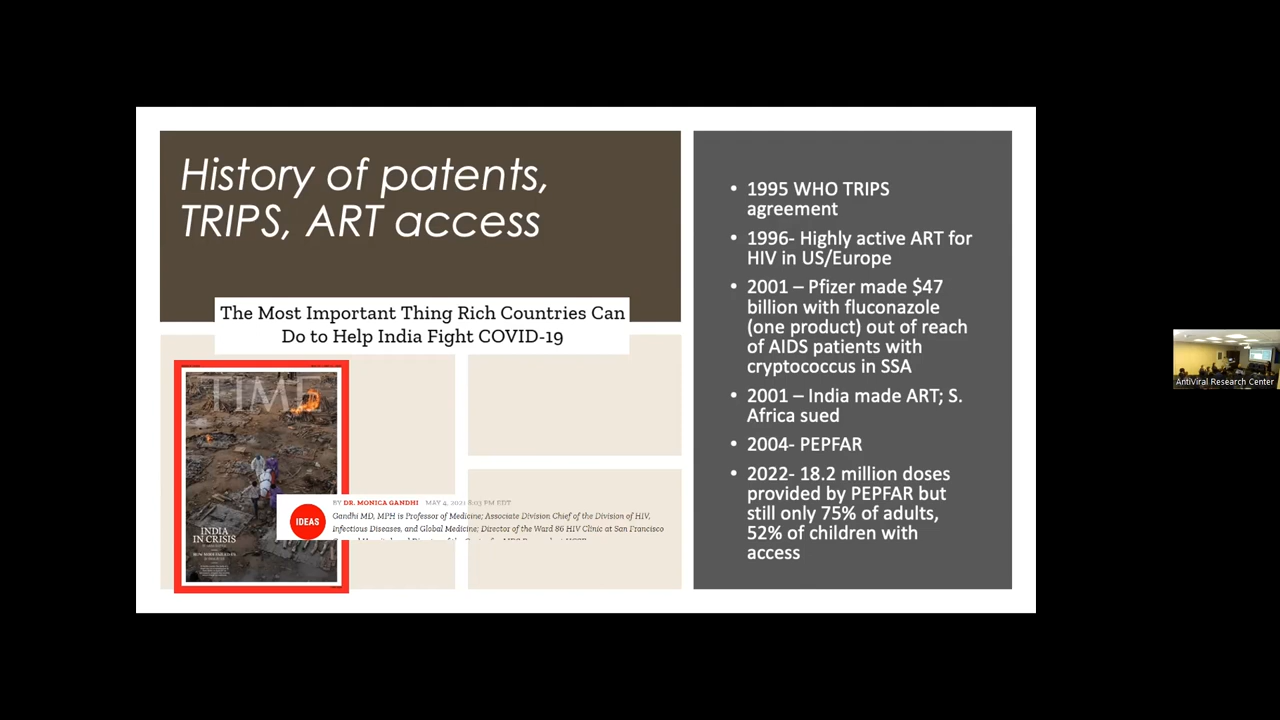 History of patents,
TRIPS, ART access
The Most Important Thing Rich Countries Can
Do to Help India Fight COVID-19
TIME
INDIA
IN CRISIS
IDEAS
BY DR. MONICA GANDHI MAY 4, 2021 8:03 PM EDT
Gandhi MD, MPH is Professor of Medicine; Associate Division Chief of the Division of HIV,
Infectious Diseases, and Global Medicine; Director of the Ward 86 HIV Clinic at San Francisco
• 1995 WHO TRIPS
agreement
• 1996- Highly active ART for
HIV in US/Europe
• 2001 – Pfizer made $47
billion with fluconazole
(one product) out of reach
of AIDS patients with
cryptococcus in SSA
• 2001 – India made ART; S.
Africa sued
• 2004- PEPFAR
• 2022- 18.2 million doses
provided by PEPFAR but
still only 75% of adults,
52% of children with
access
AntiViral Research Center